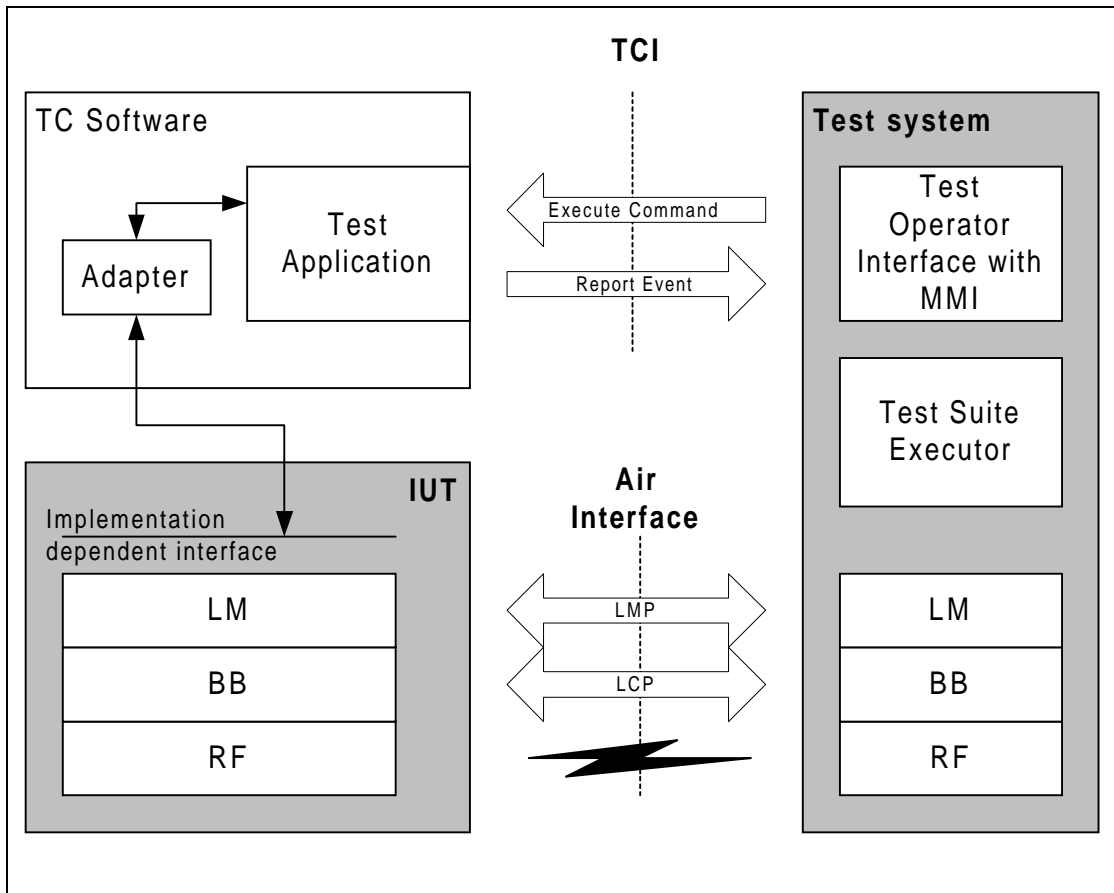 TCI
TC Software
Test
Application
Adapter
Execute Command
Report Event
Test system
Test
Operator
Interface with
MMI
Test Suite
Executor
IUT
Implementation
dependent interface
LM
BB
RF
Air
Interface
LMP
LCP
LM
BB
RF